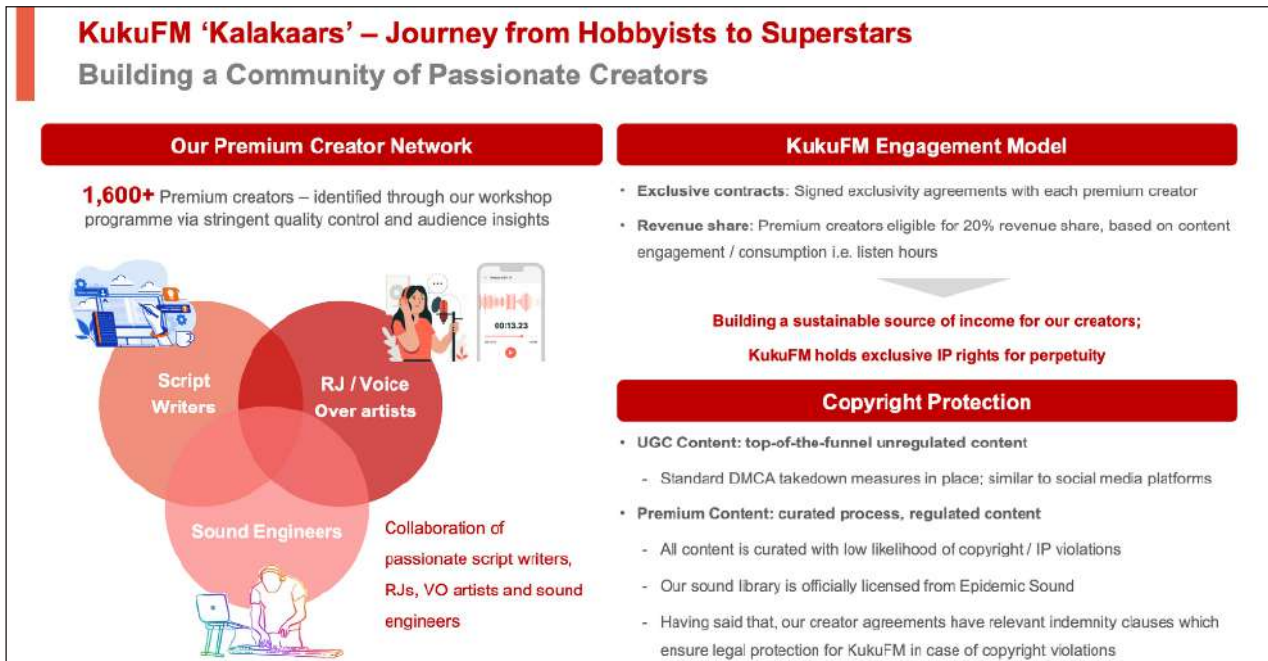 KukuFM ‘Kalakaars’ – Journey from Hobbyists to Superstars
Building a Community of Passionate Creators
Our Premium Creator Network
1,600+ Premium creators – identified through our workshop
programme via stringent quality control and audience insights
00:13.23
Script
Writers
RJ / Voice
Over artists
Sound Engineers
Collaboration of
passionate script writers,
RJs, VO artists and sound
engineers
KukuFM Engagement Model
• Exclusive contracts: Signed exclusivity agreements with each premium creator
• Revenue share: Premium creators eligible for 20% revenue share, based on content
engagement / consumption i.e. listen hours
Building a sustainable source of income for our creators;
KukuFM holds exclusive IP rights for perpetuity
Copyright Protection
• UGC Content: top-of-the-funnel unregulated content
- Standard DMCA takedown measures in place; similar to social media platforms
• Premium Content: curated process, regulated content
- All content is curated with low likelihood of copyright / IP violations
- Our sound library is officially licensed from Epidemic Sound
- Having said that, our creator agreements have relevant indemnity clauses which
ensure legal protection for KukuFM in case of copyright violations